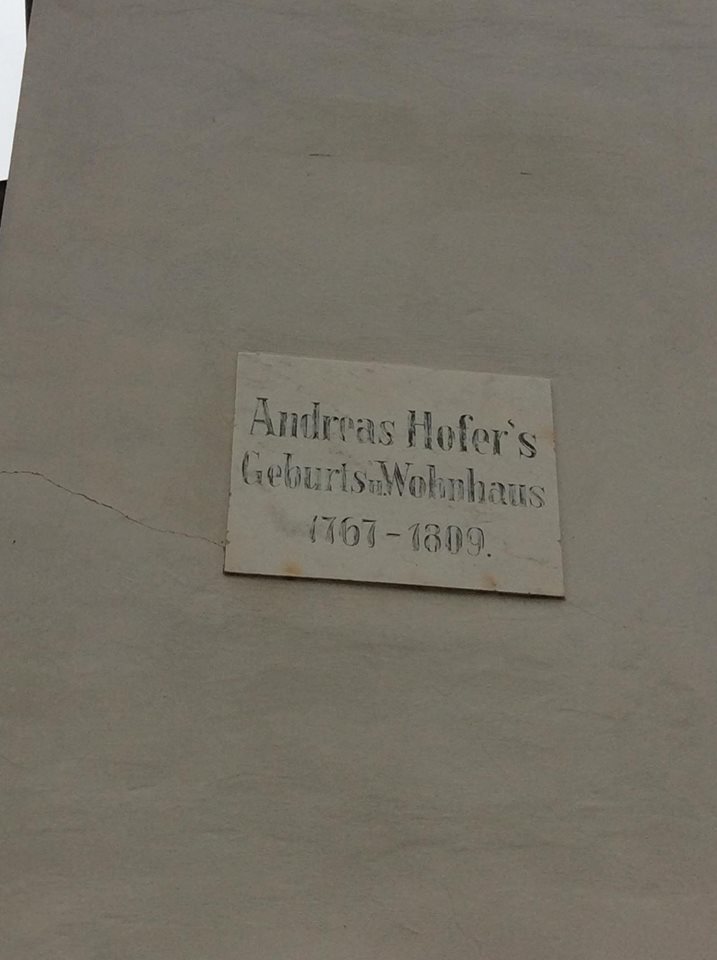 Andreas Hofer's
Geburts u. Wohnhaus
1767-1809.